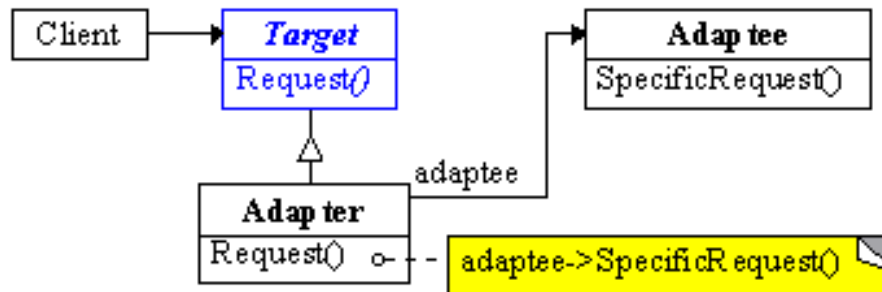 Client
Target
Request()
Adaptee
SpecificRequest()
adaptee
Adapter
Request()
adaptee->SpecificRequest()